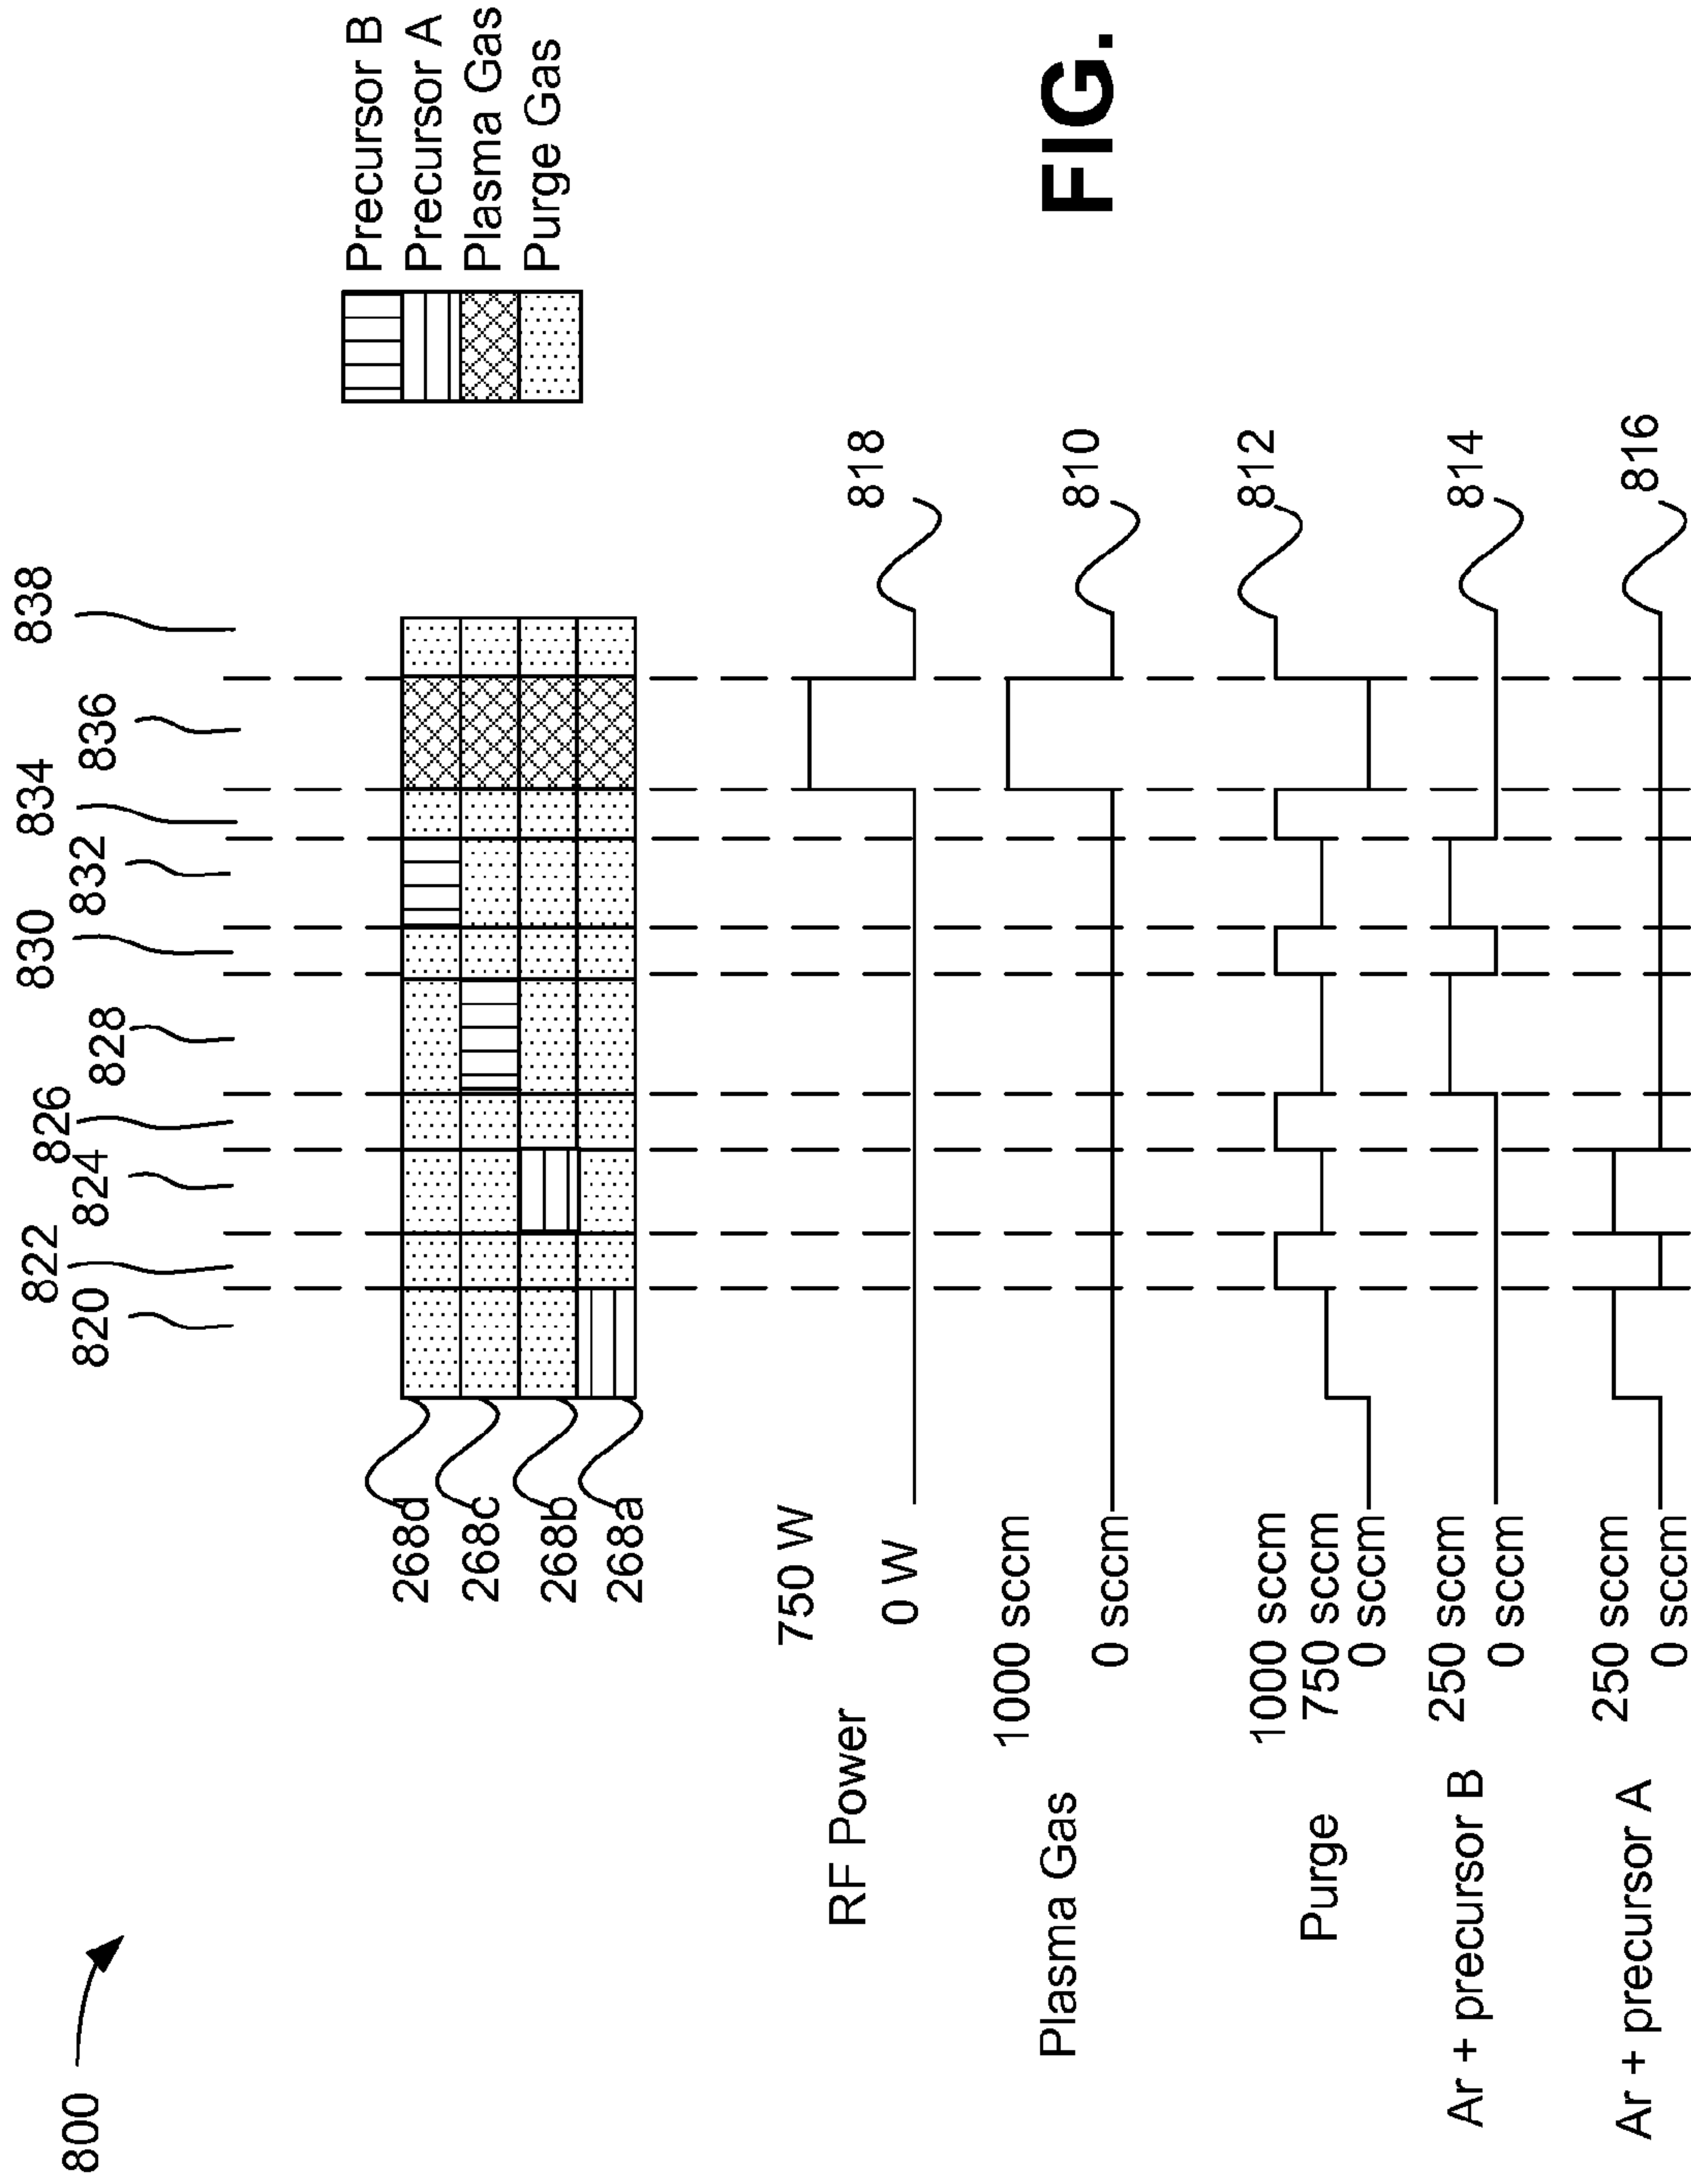 800
820
822
824
826
828
830
832
834
836
838
268d
268c
268b
268a
Precursor B
Precursor A
Plasma Gas
Purge Gas
RF Power
750 W
0 W
818
Plasma Gas
1000 sccm
0 sccm
810
Purge
1000 sccm
750 sccm
0 sccm
812
Ar + precursor B
250 sccm
0 sccm
814
Ar + precursor A
250 sccm
0 sccm
816
FIG.